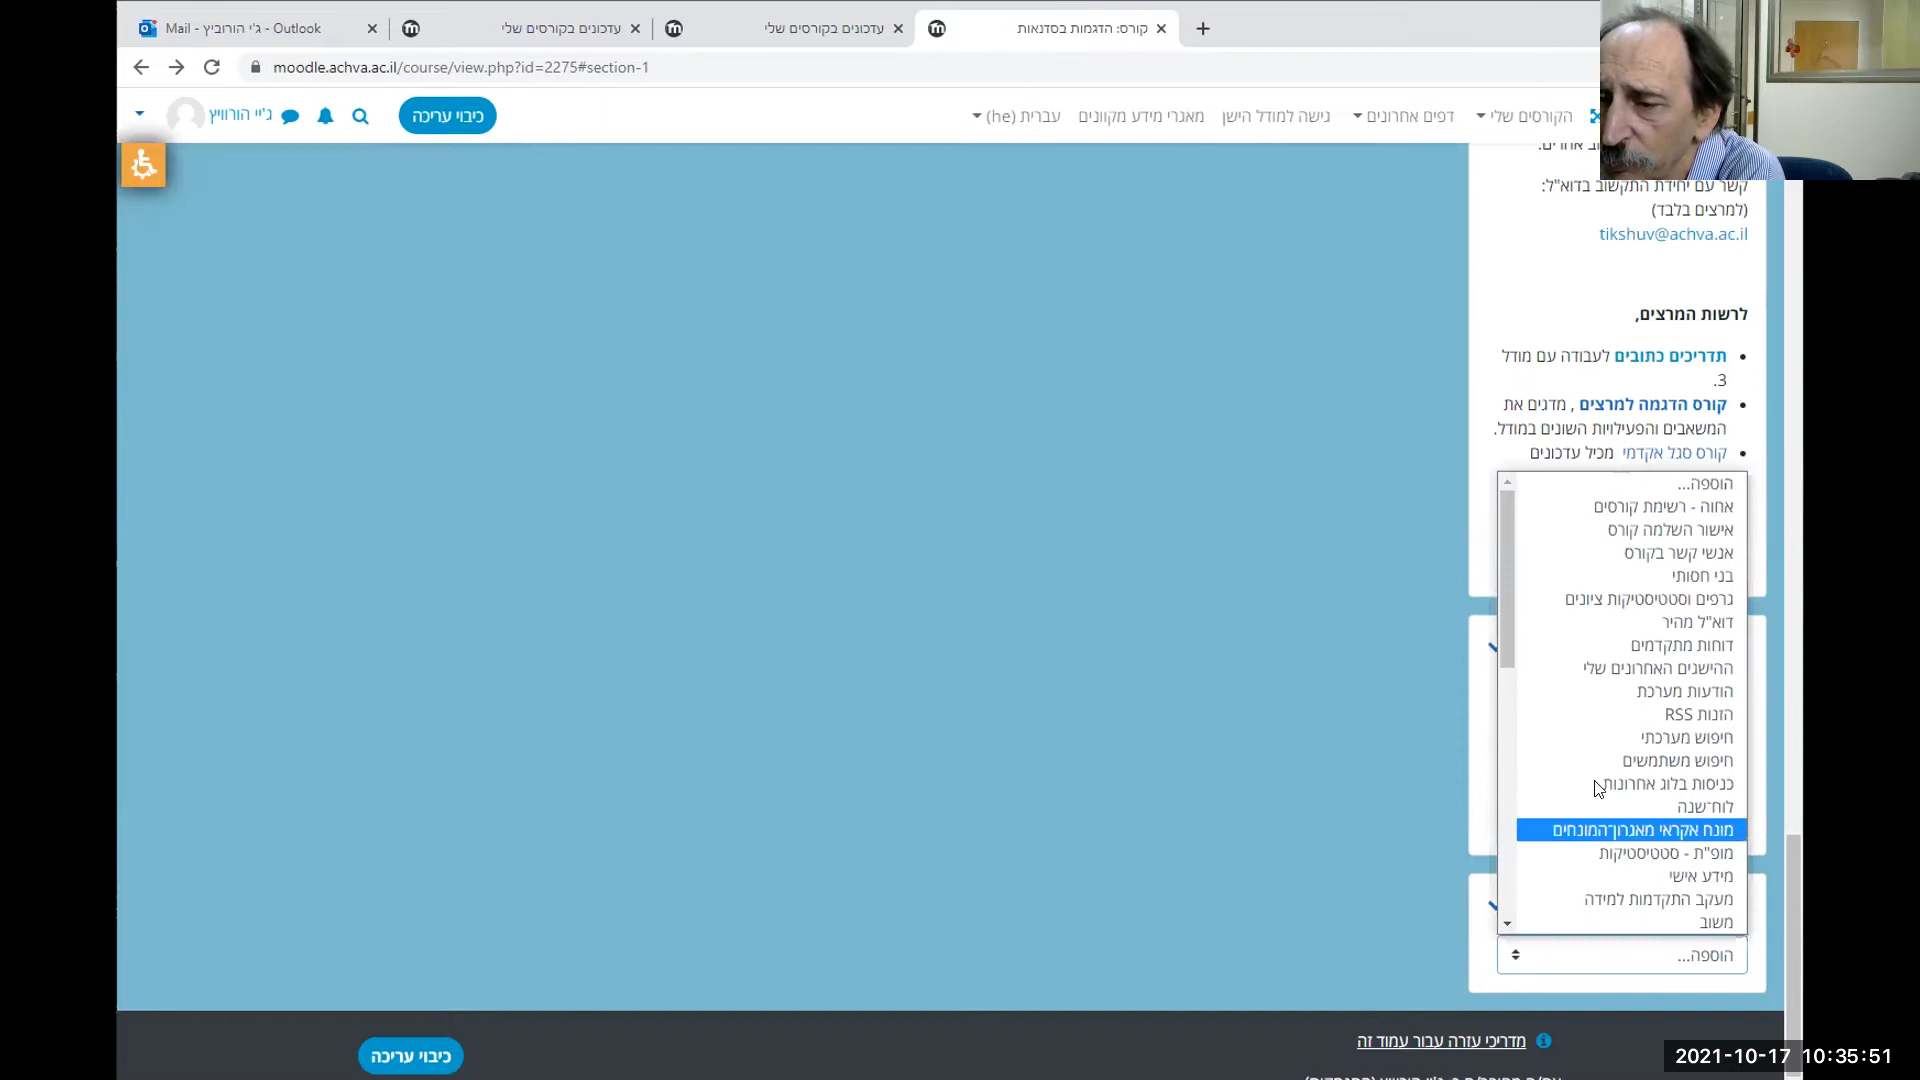 Mail - ג'י הורוביץ - Outlook
עדכונים בקורסים שלי
עדכונים בקורסים שלי
קורס: הדגמות בסדנאות
moodle.achva.ac.il/course/view.php?id=2275#section-1
הקורסים שלי
דפים אחרונים
גישה למודל הישן
מאגרי מידע מקוונים
עברית ‎(he)‎
כיבוי עריכה
ג'יי הורוויץ
קשר עם יחידת התקשוב בדוא"ל:
(למרצים בלבד)
tikshuv@achva.ac.il
לרשות המרצים,
תדריכים כתובים לעבודה עם מודל
3.
קורס הדגמה למרצים , מדגים את
המשאבים והפעילויות השונים במודל.
קורס סגל אקדמי מכיל עדכונים
הוספה...
אחוה - רשימת קורסים
אישור השלמה קורס
אנשי קשר בקורס
בני חסותי
גרפים וסטטיסטיקות ציונים
דוא"ל מהיר
דוחות מתקדמים
ההישגים האחרונים שלי
הודעות מערכת
הזנות RSS
חיפוש מערכתי
חיפוש משתמשים
כניסות בלוג אחרונות
לוח־שנה
מונח אקראי מאגרון־המונחים
מופ"ת - סטטיסטיקות
מידע אישי
מעקב התקדמות למידה
משוב
הוספה...
מדריכי עזרה עבור עמוד זה
כיבוי עריכה
2021-10-17 10:35:51